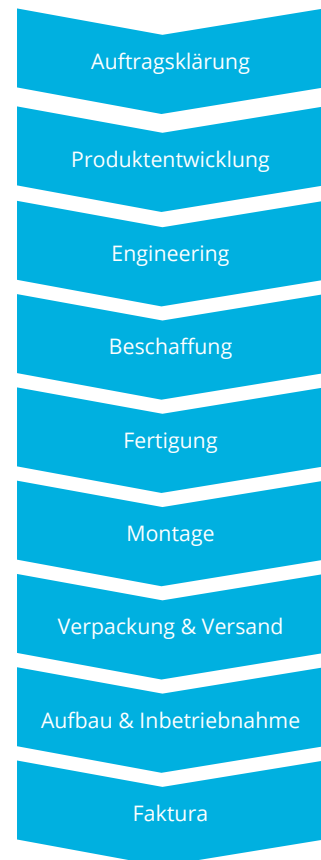 Auftragsklärung
Produktentwicklung
Engineering
Beschaffung
Fertigung
Montage
Verpackung & Versand
Aufbau & Inbetriebnahme
Faktura